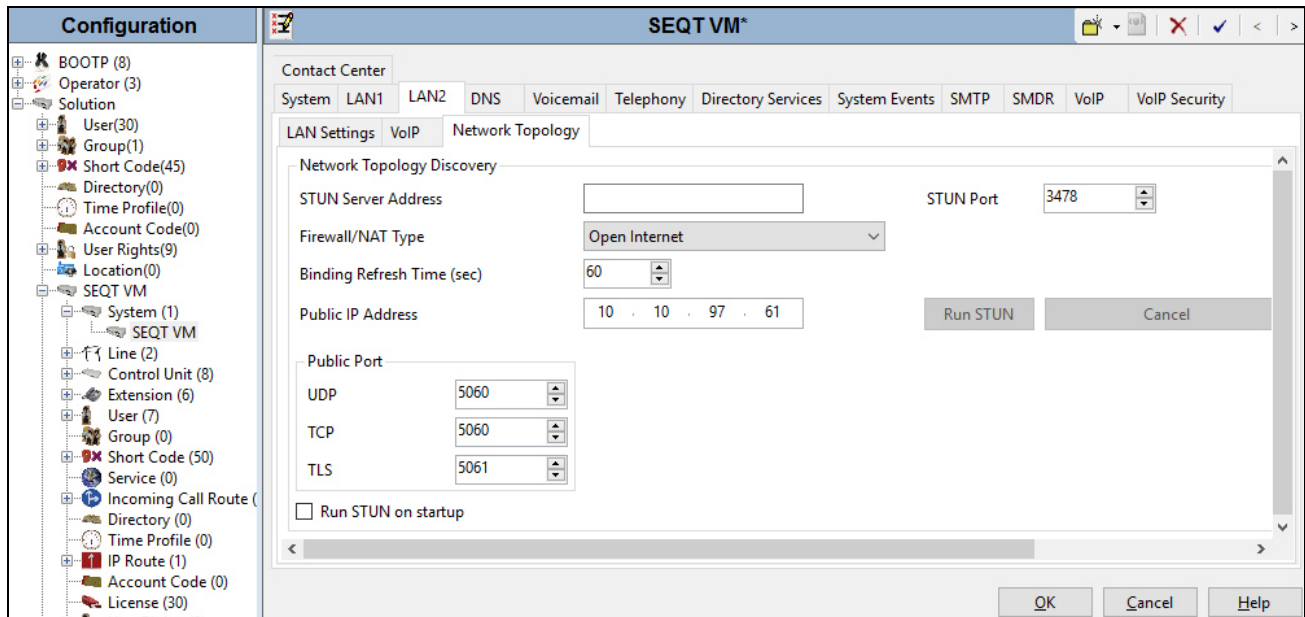 Configuration
SEQT VM*
BOOTP (8)
Operator (3)
Solution
User(30)
Group(1)
Short Code(45)
Directory(0)
Time Profile(0)
Account Code(0)
User Rights(9)
Location(0)
SEQT VM
System (1)
SEQT VM
Line (2)
Control Unit (8)
Extension (6)
User (7)
Group (0)
Short Code (50)
Service (0)
Incoming Call Route (
Directory (0)
Time Profile (0)
IP Route (1)
Account Code (0)
License (30)
Contact Center
System LAN1 LAN2 DNS Voicemail Telephony Directory Services System Events SMTP SMDR VoIP VoIP Security
LAN Settings VoIP Network Topology
Network Topology Discovery
STUN Server Address STUN Port 3478
Firewall/NAT Type Open Internet
Binding Refresh Time (sec) 60
Public IP Address 10 . 10 . 97 . 61 Run STUN Cancel
Public Port
UDP 5060
TCP 5060
TLS 5061
Run STUN on startup
OK Cancel Help